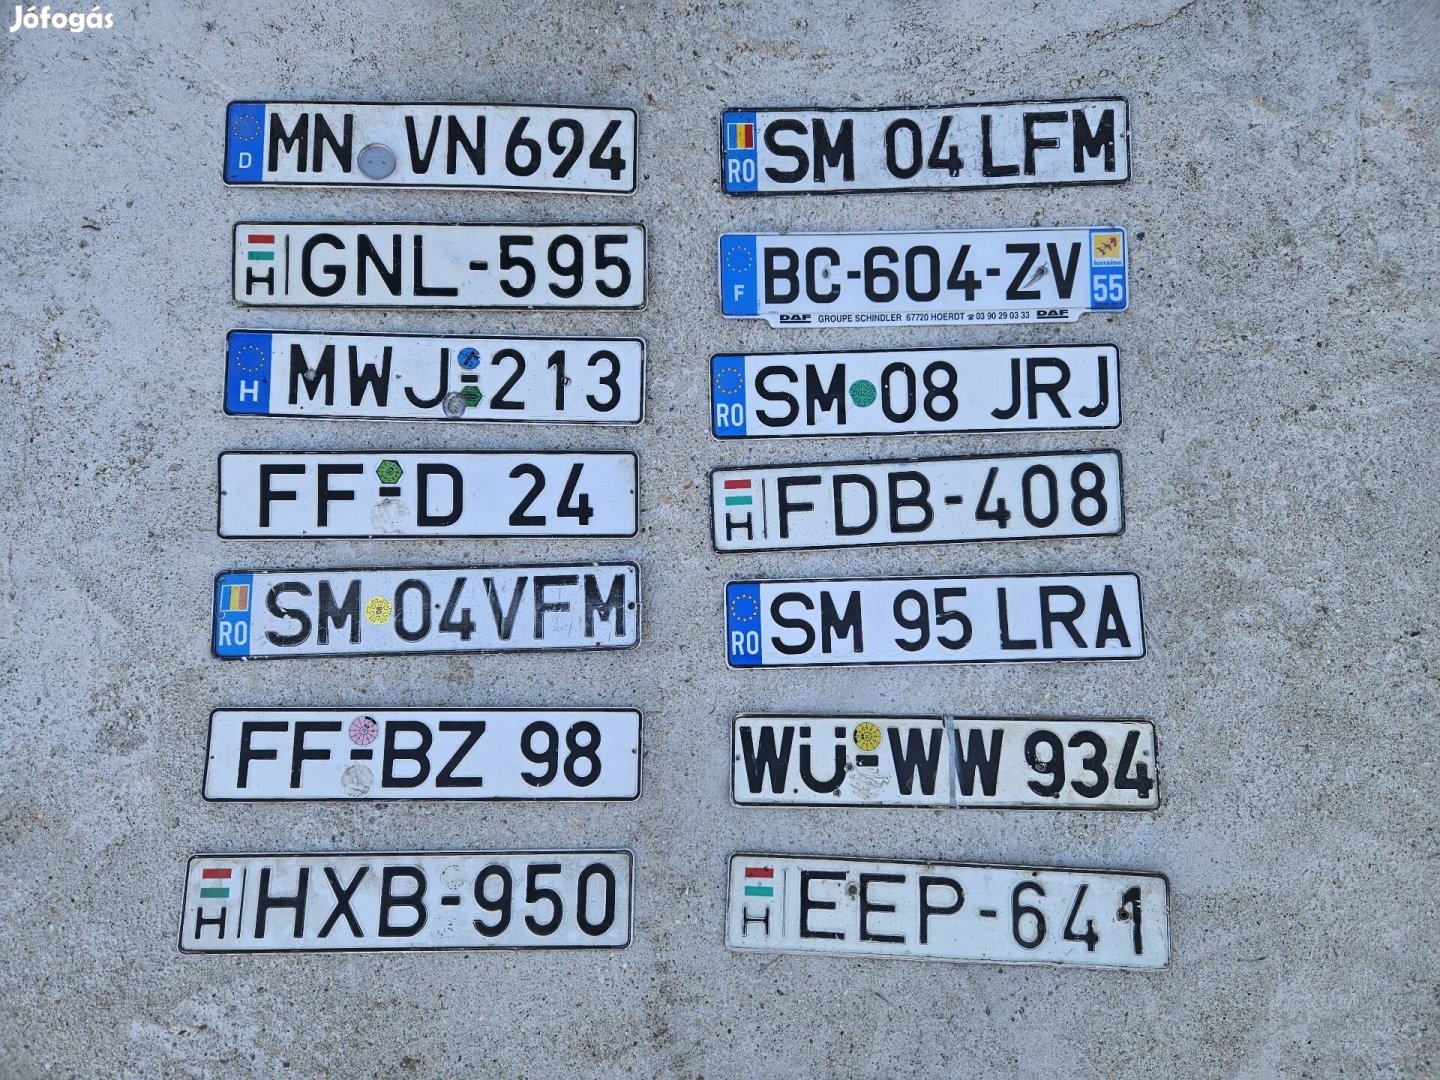 Jófogás
D MN VN 694
RO SM 04 LFM
H GNL -595
F BC-604-ZV lorraine 55
DAF GROUPE SCHINDLER 67720 HOERDT ☎ 03 90 29 03 33 DAF
H MWJ-213
RO SM 08 JRJ
FF-D 24
H FDB-408
RO SM 04 VFM
RO SM 95 LRA
FF-BZ 98
WÜ-WW 934
H HXB-950
H EEP-641